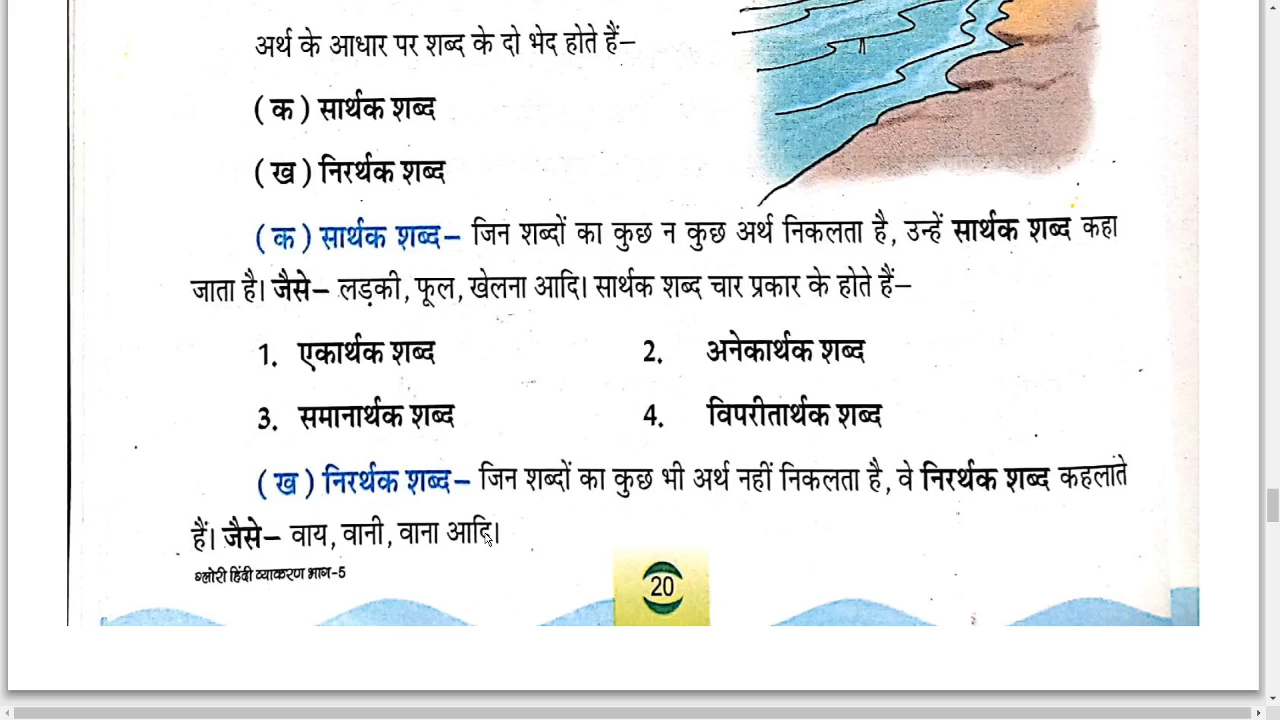 अर्थ के आधार पर शब्द के दो भेद होते हैं–
( क ) सार्थक शब्द
( ख ) निरर्थक शब्द
( क ) सार्थक शब्द– जिन शब्दों का कुछ न कुछ अर्थ निकलता है, उन्हें सार्थक शब्द कहा
जाता है। जैसे– लड़की, फूल, खेलना आदि। सार्थक शब्द चार प्रकार के होते हैं–
1. एकार्थक शब्द 2. अनेकार्थक शब्द
3. समानार्थक शब्द 4. विपरीतार्थक शब्द
( ख ) निरर्थक शब्द– जिन शब्दों का कुछ भी अर्थ नहीं निकलता है, वे निरर्थक शब्द कहलाते
हैं। जैसे– वाय, वानी, वाना आदि।
ग्लोरी हिंदी व्याकरण भाग-5
20